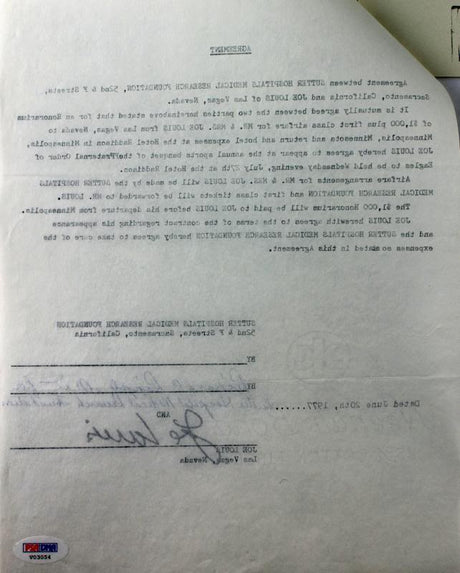 AGREEMENT
Agreement between SUTTER HOSPITALS MEDICAL RESEARCH FOUNDATION, 52nd & F Streets,
Sacramento, California and JOE LOUIS of Las Vegas, Nevada.
It is mutually agreed between the two partied hereinabove stated that for an Honorarium
of $1,000 plus first class airfare for MR. & MRS. JOE LOUIS from Las Vegas, Nevada to
Minneapolis, Minnesota and return and hotel expenses at the Hotel Radison in Minneapolis,
JOE LOUIS hereby agrees to appear at the annual sports banquet of the(Fraternal Order of
Eagles to be held Wednesday evening, July 27th at the Hotel Radison.
Airfare arrangements for MR. & MRS. JOE LOUIS will be made by the SUTTER HOSPITALS
MEDICAL RESEARCH FOUNDATION and first class tickets will be forwarded to MR. LOUIS.
The $1,000 Honorarium will be paid to JOE LOUIS before his departure from Minneapolis.
JOE LOUIS herewith agrees to the terms of the contract regarding his appearance
and the SUTTER HOSPITALS MEDICAL RESEARCH FOUNDATION hereby agrees to take care of the
expenses so stated in this Agreement.
SUTTER HOSPITALS MEDICAL RESEARCH FOUNDATION
52nd & F Streets, Sacramento, California
BY
BY
Dated June 20th, 1977
AND
Joe Louis
JOE LOUIS
Las Vegas, Nevada
PSA DNA
V03054